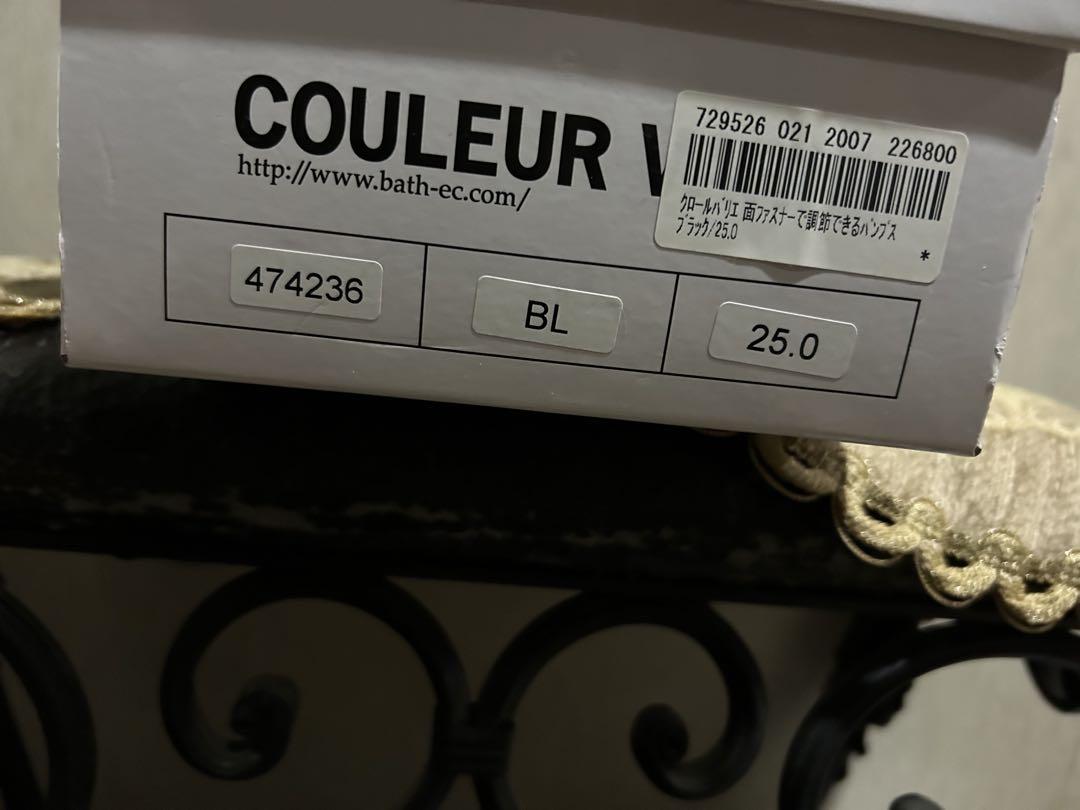 COULEUR V
http://www.bath-ec.com/
729526 021 2007 226800
クロールバリエ 面ファスナーで調節できるパンプス
ブラック/25.0
*
474236
BL
25.0